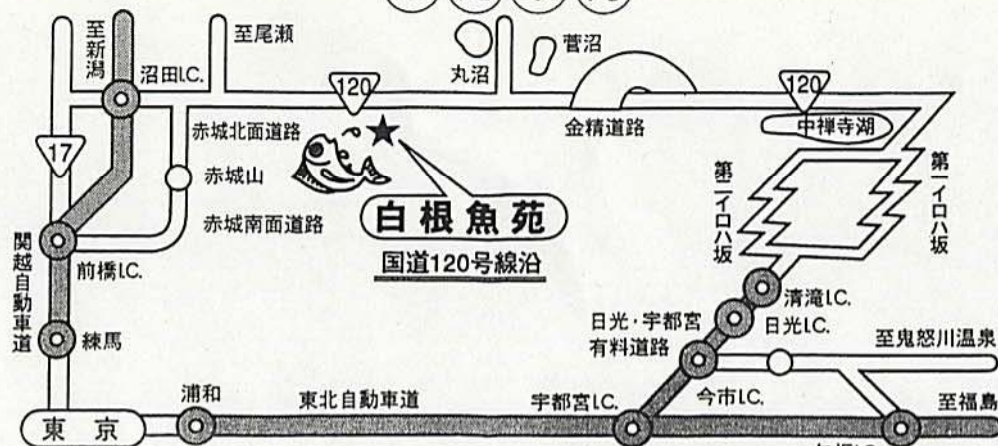 至新潟
沼田I.C.
至尾瀬
丸沼
菅沼
120
120
17
赤城北面道路
赤城山
赤城南面道路
金精道路
中禅寺湖
第二イロハ坂
第一イロハ坂
白根魚苑
国道120号線沿
関越自動車道
前橋I.C.
練馬
清滝I.C.
日光I.C.
日光・宇都宮
有料道路
至鬼怒川温泉
今市I.C.
浦和
東北自動車道
宇都宮I.C.
至福島
東京